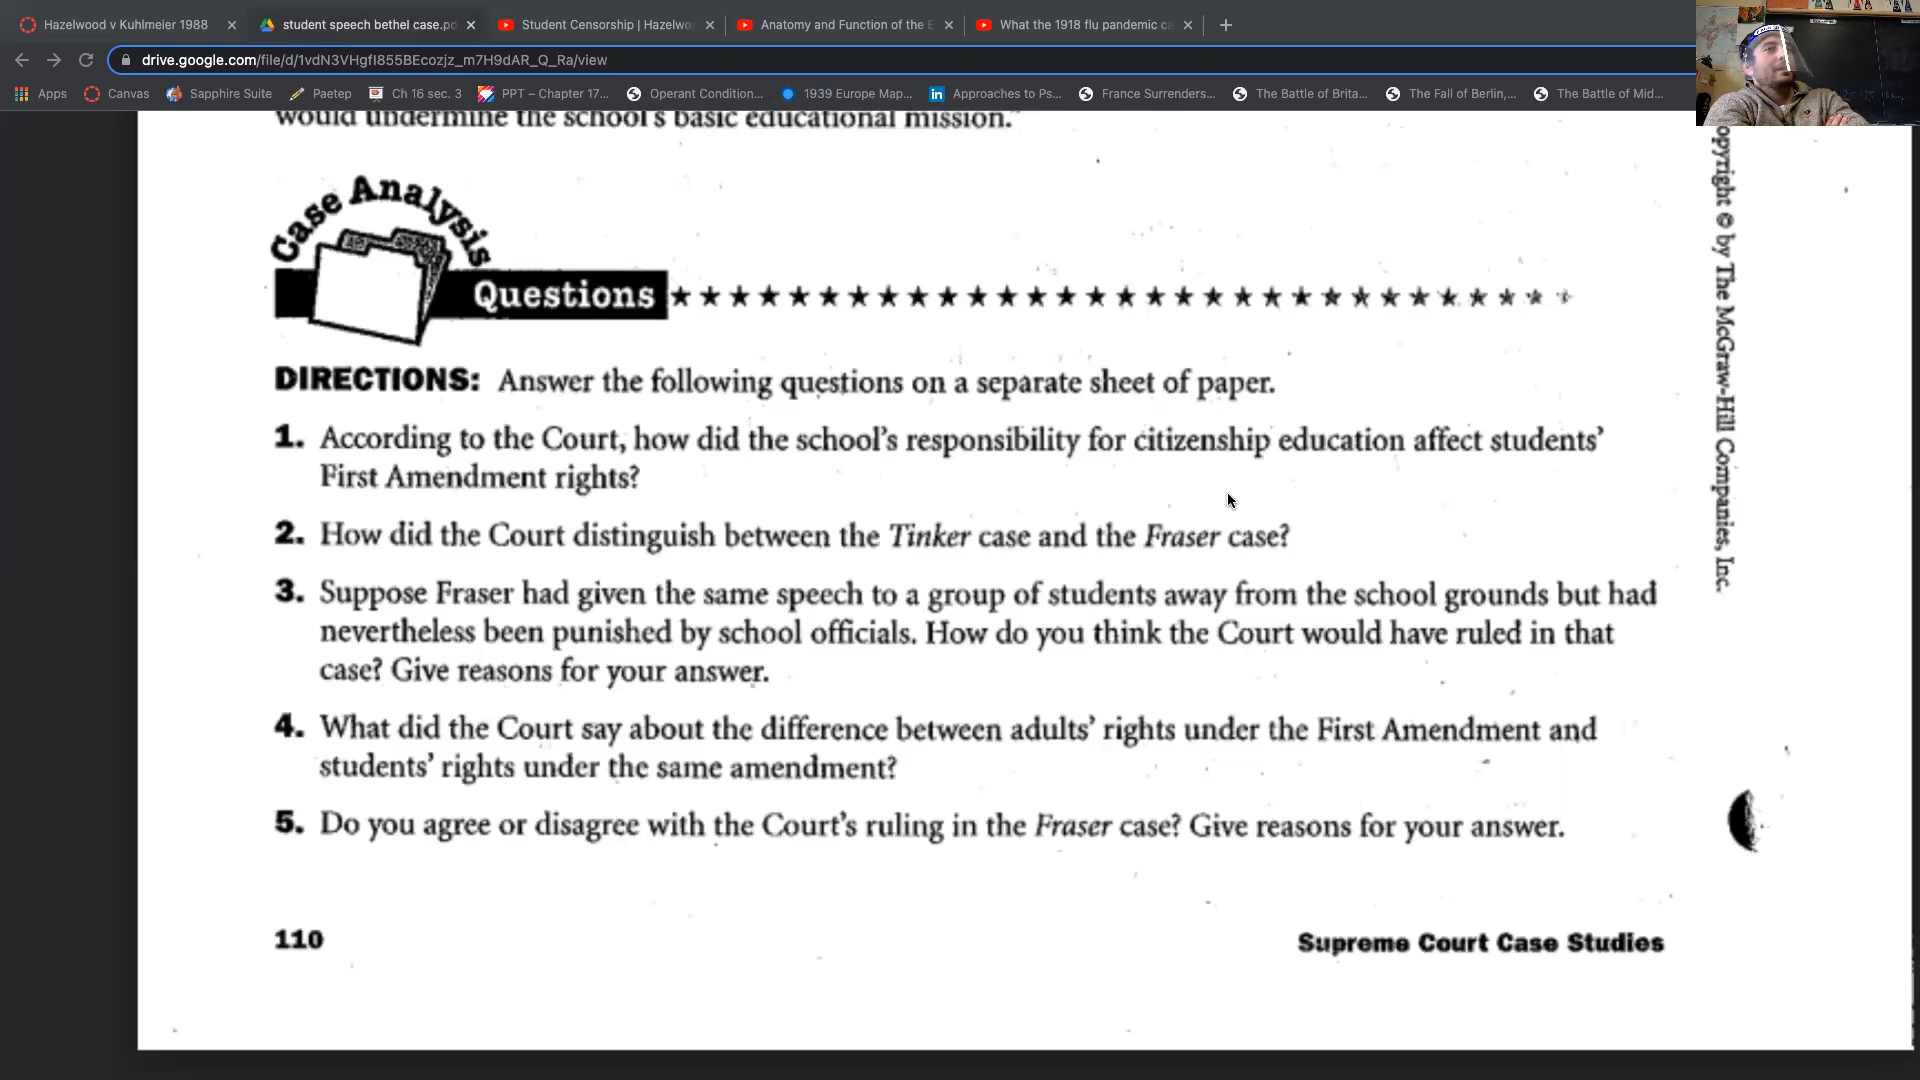 Hazelwood v Kuhlmeier 1988
student speech bethel case.pd
Student Censorship | Hazelwo
Anatomy and Function of the E
What the 1918 flu pandemic ca
drive.google.com/file/d/1vdN3VHgfI855BEcozjz_m7H9dAR_Q_Ra/view
Apps
Canvas
Sapphire Suite
Paetep
Ch 16 sec. 3
PPT – Chapter 17...
Operant Condition...
1939 Europe Map...
Approaches to Ps...
France Surrenders...
The Battle of Brita...
The Fall of Berlin,...
The Battle of Mid...
would undermine the school's basic educational mission."
Case Analysis
Questions
DIRECTIONS: Answer the following questions on a separate sheet of paper.
1. According to the Court, how did the school's responsibility for citizenship education affect students'
First Amendment rights?
2. How did the Court distinguish between the Tinker case and the Fraser case?
3. Suppose Fraser had given the same speech to a group of students away from the school grounds but had
nevertheless been punished by school officials. How do you think the Court would have ruled in that
case? Give reasons for your answer.
4. What did the Court say about the difference between adults' rights under the First Amendment and
students' rights under the same amendment?
5. Do you agree or disagree with the Court's ruling in the Fraser case? Give reasons for your answer.
110
Supreme Court Case Studies
opyright © by The McGraw-Hill Companies, Inc.